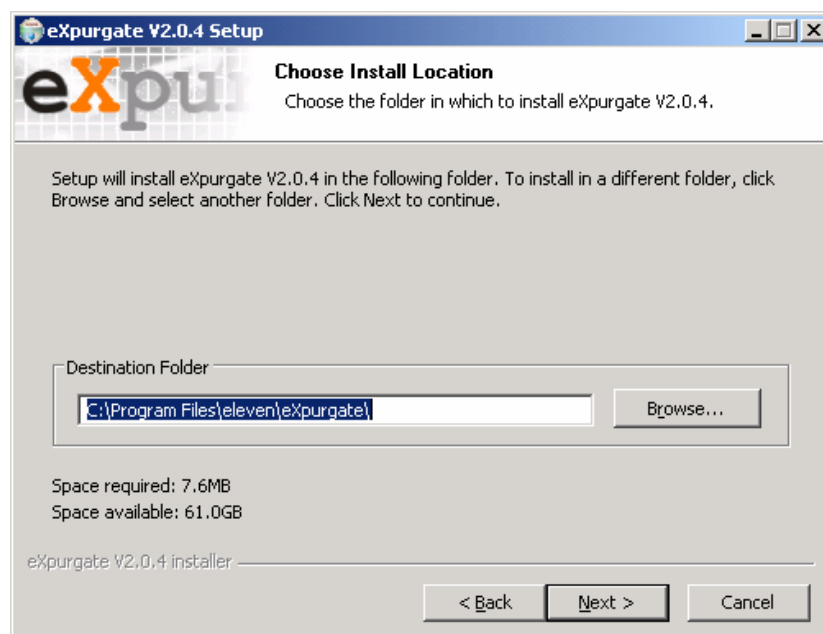 eXpurgate V2.0.4 Setup
eXpu
Choose Install Location
Choose the folder in which to install eXpurgate V2.0.4.
Setup will install eXpurgate V2.0.4 in the following folder. To install in a different folder, click
Browse and select another folder. Click Next to continue.
Destination Folder
C:\Program Files\eleven\eXpurgate\
Browse...
Space required: 7.6MB
Space available: 61.0GB
eXpurgate V2.0.4 installer
< Back
Next >
Cancel